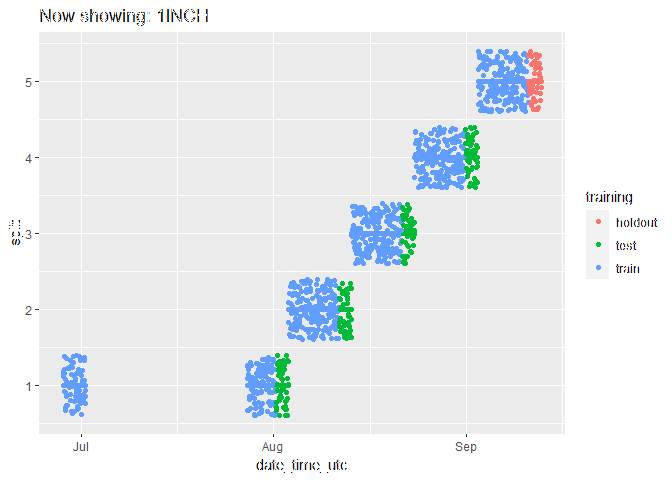 Now showing: 1INCH
5
4
3
2
1
split
Jul
Aug
Sep
date_time_utc
training
holdout
test
train